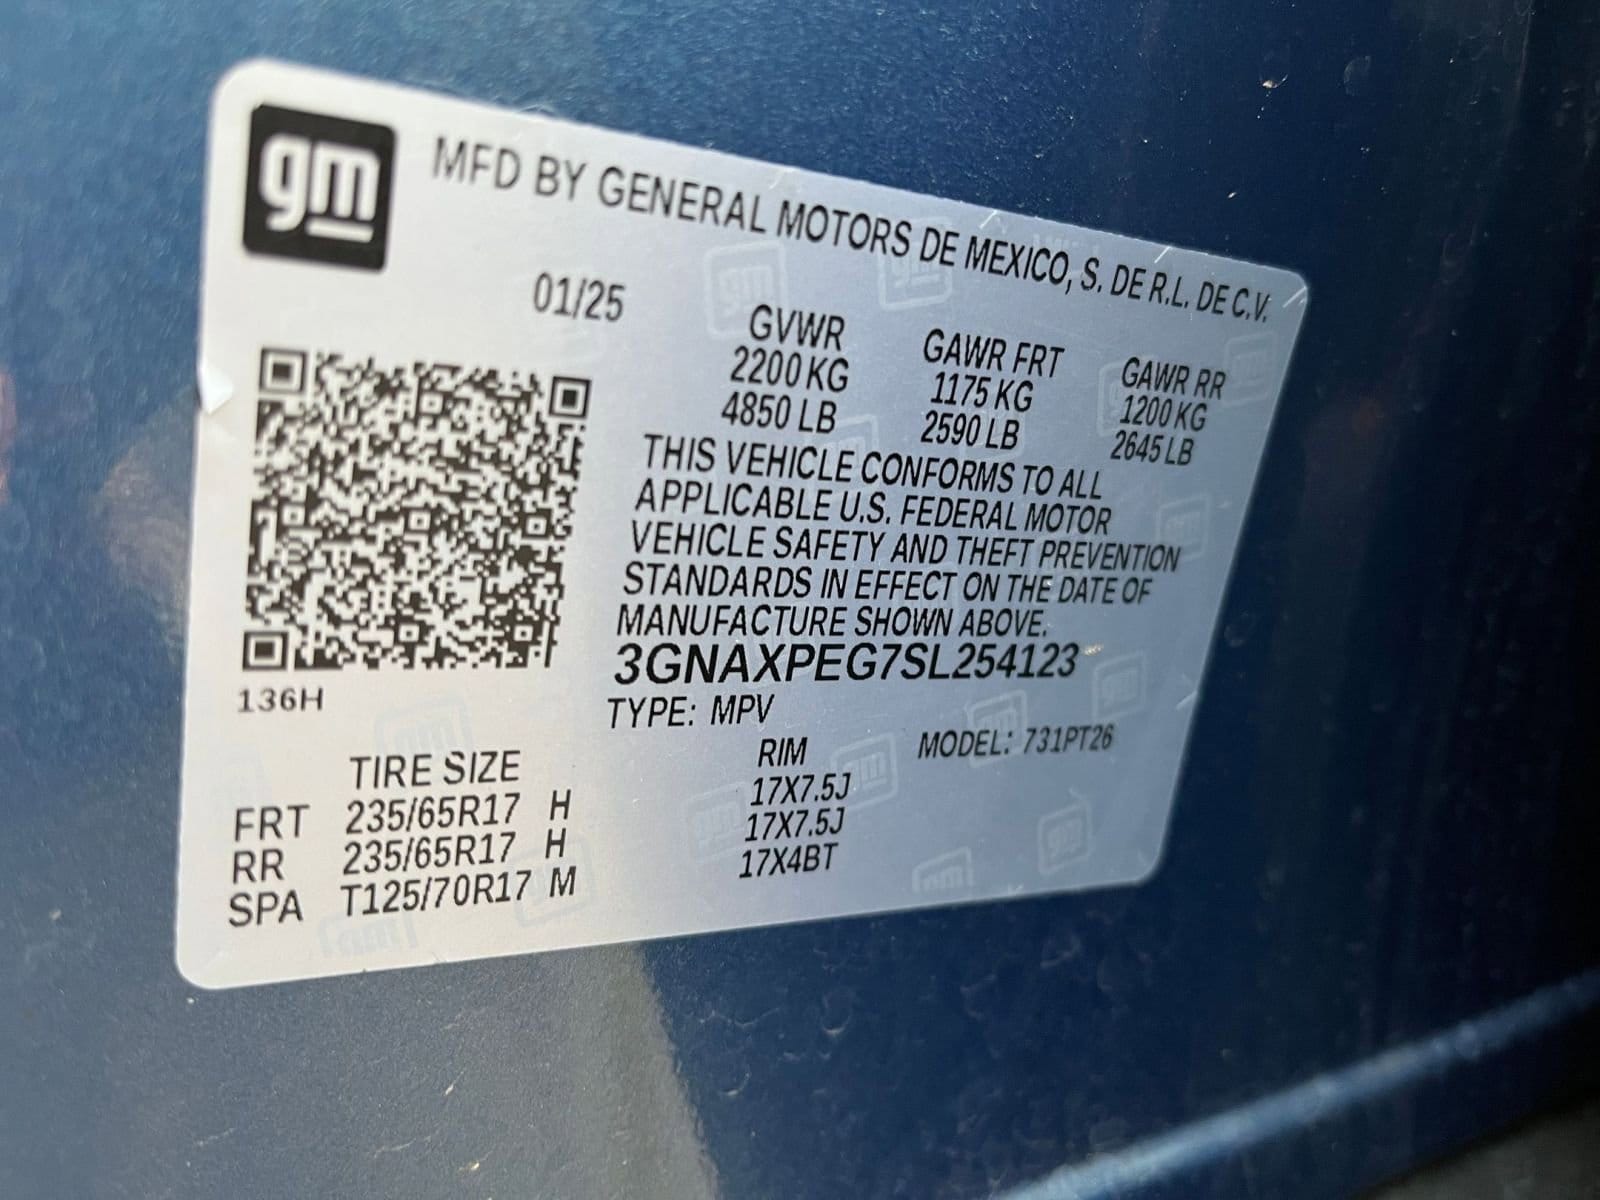 gm
MFD BY GENERAL MOTORS DE MEXICO, S. DE R.L. DE C.V.
01/25
GVWR GAWR FRT GAWR RR
2200 KG 1175 KG 1200 KG
4850 LB 2590 LB 2645 LB
THIS VEHICLE CONFORMS TO ALL
APPLICABLE U.S. FEDERAL MOTOR
VEHICLE SAFETY AND THEFT PREVENTION
STANDARDS IN EFFECT ON THE DATE OF
MANUFACTURE SHOWN ABOVE.
3GNAXPEG7SL254123
136H
TYPE: MPV
MODEL: 731PT26
TIRE SIZE RIM
FRT 235/65R17 H 17X7.5J
RR 235/65R17 H 17X7.5J
SPA T125/70R17 M 17X4BT